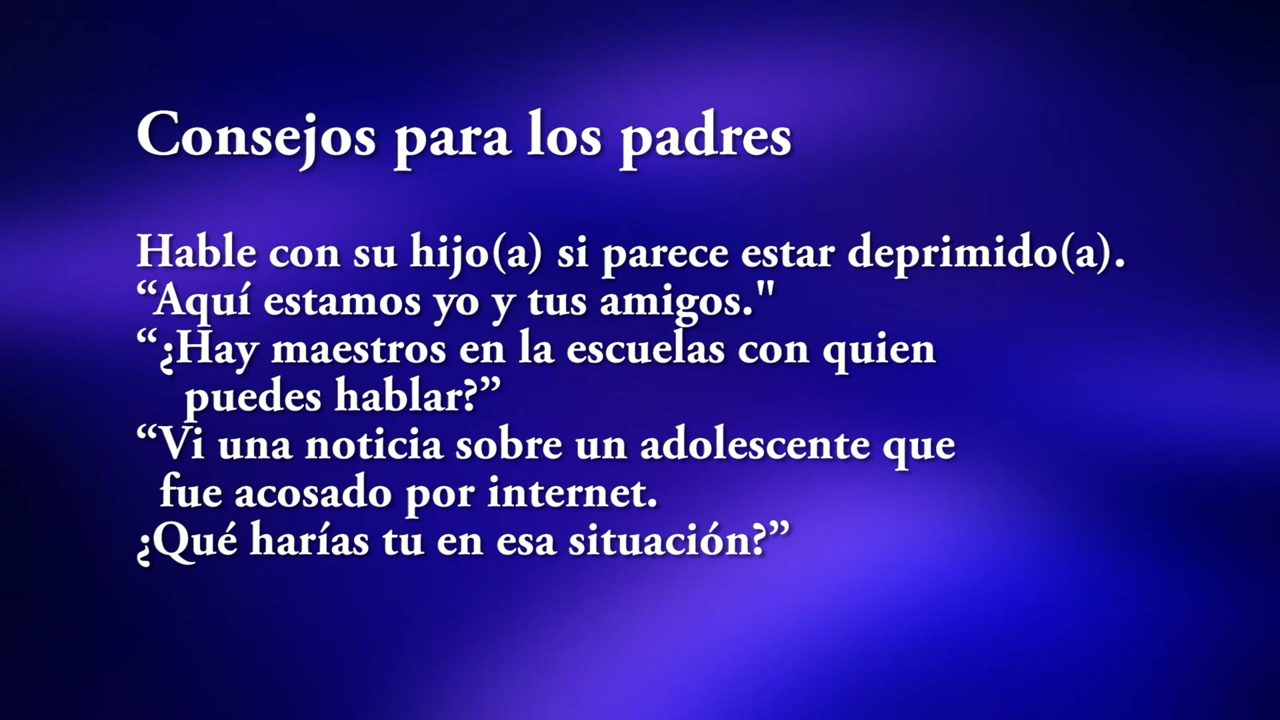 Consejos para los padres
Hable con su hijo(a) si parece estar deprimido(a).
“Aquí estamos yo y tus amigos."
“¿Hay maestros en la escuelas con quien
puedes hablar?”
“Vi una noticia sobre un adolescente que
fue acosado por internet.
¿Qué harías tu en esa situación?”